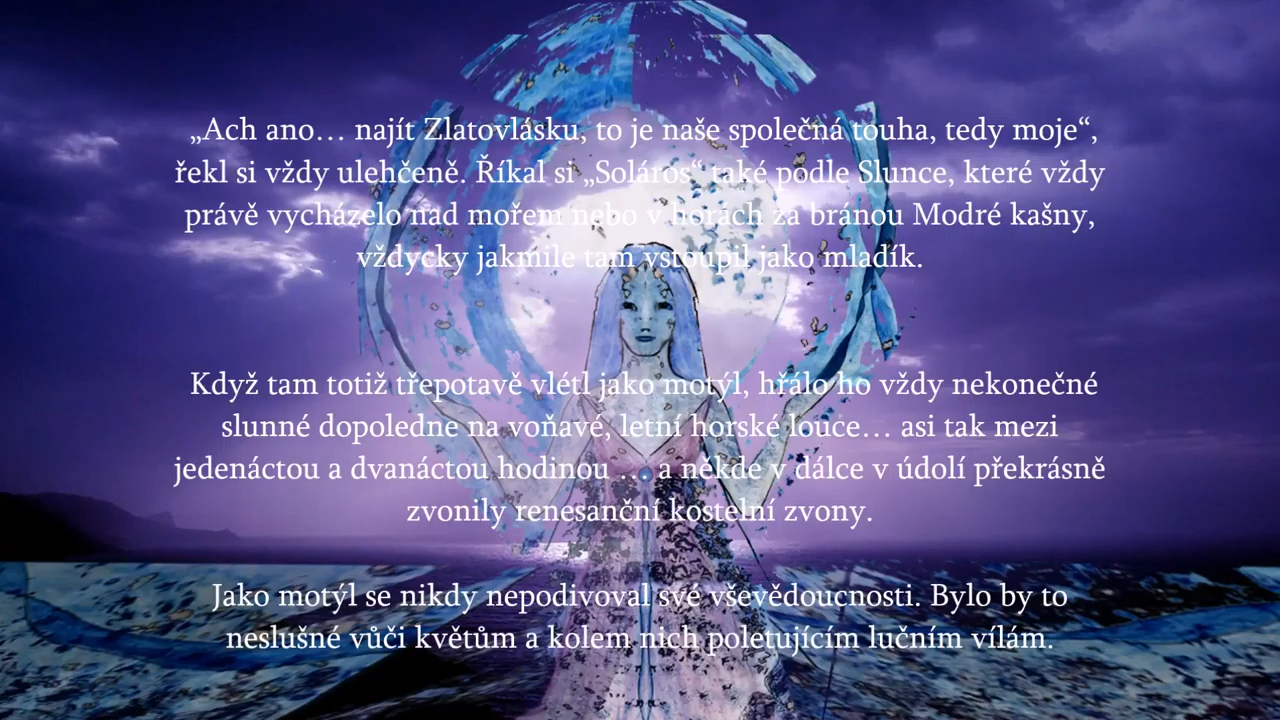 „Ach ano… najít Zlatovlásku, to je naše společná touha, tedy moje“,
řekl si vždy ulehčeně. Říkal si „Soláros“ také podle Slunce, které vždy
právě vycházelo nad mořem nebo v horách za bránou Modré kašny,
vždycky jakmile tam vstoupil jako mladík.
Když tam totiž třepotavě vlétl jako motýl, hřálo ho vždy nekonečné
slunné dopoledne na voňavé, letní horské louce… asi tak mezi
jedenáctou a dvanáctou hodinou … a někde v dálce v údolí překrásně
zvonily renesanční kostelní zvony.
Jako motýl se nikdy nepodivoval své vševědoucnosti. Bylo by to
neslušné vůči květům a kolem nich poletujícím lučním vílám.